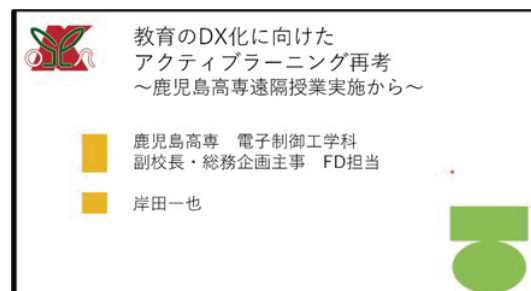 教育のDX化に向けた
アクティブラーニング再考
～鹿児島高専遠隔授業実施から～
鹿児島高専　電子制御工学科
副校長・総務企画主事　FD担当
岸田一也